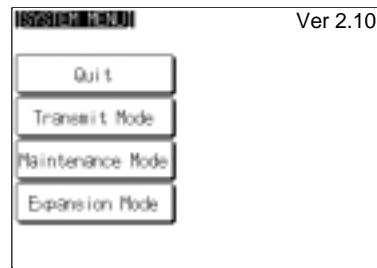 [SYSTEM MENU] Ver 2.10
Quit
Transmit Mode
Maintenance Mode
Expansion Mode